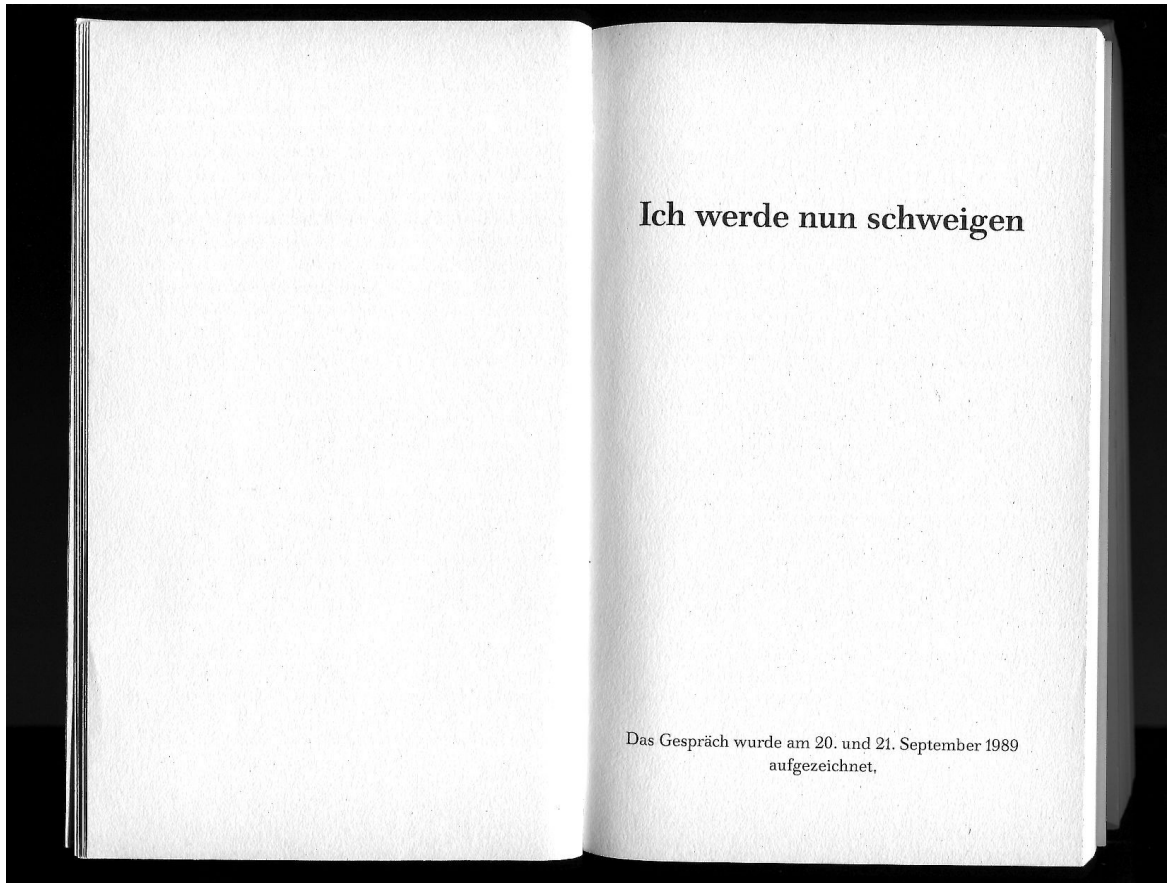 Ich werde nun schweigen
Das Gespräch wurde am 20. und 21. September 1989
aufgezeichnet,